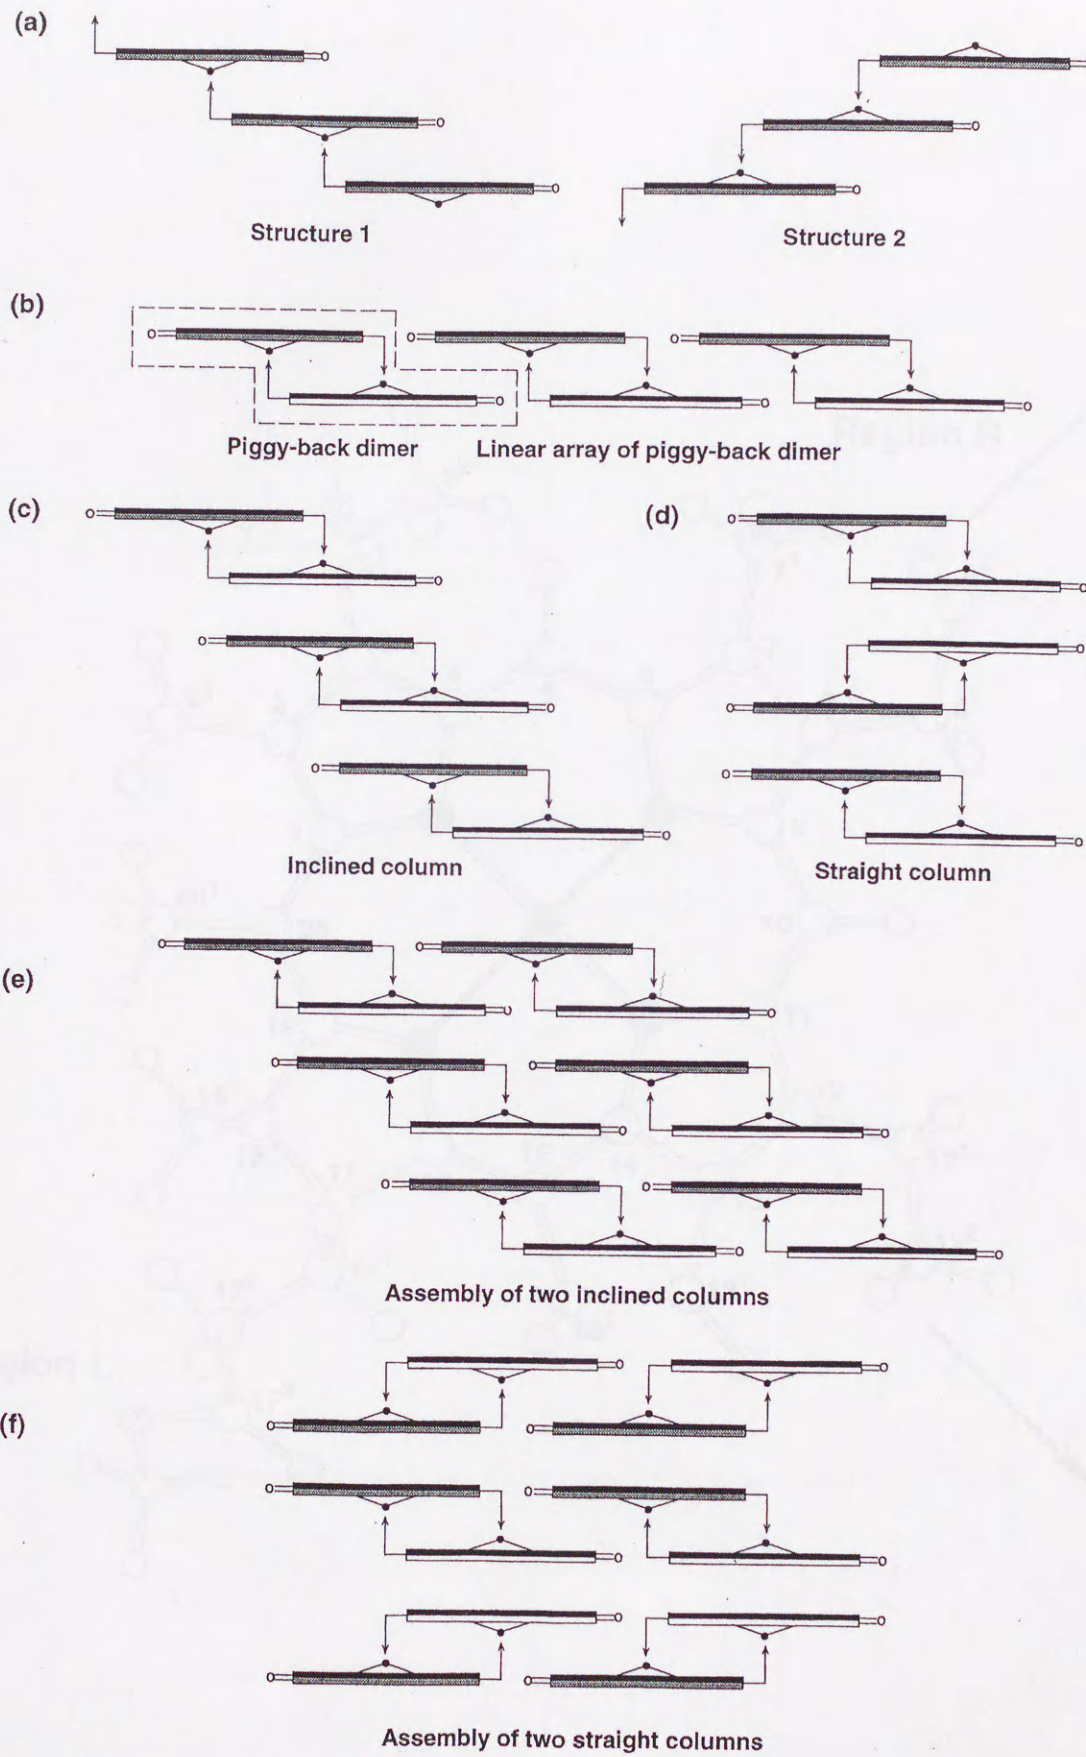 (a)
Structure 1
Structure 2
(b)
Piggy-back dimer
Linear array of piggy-back dimer
(c)
(d)
Inclined column
Straight column
(e)
Assembly of two inclined columns
(f)
Assembly of two straight columns